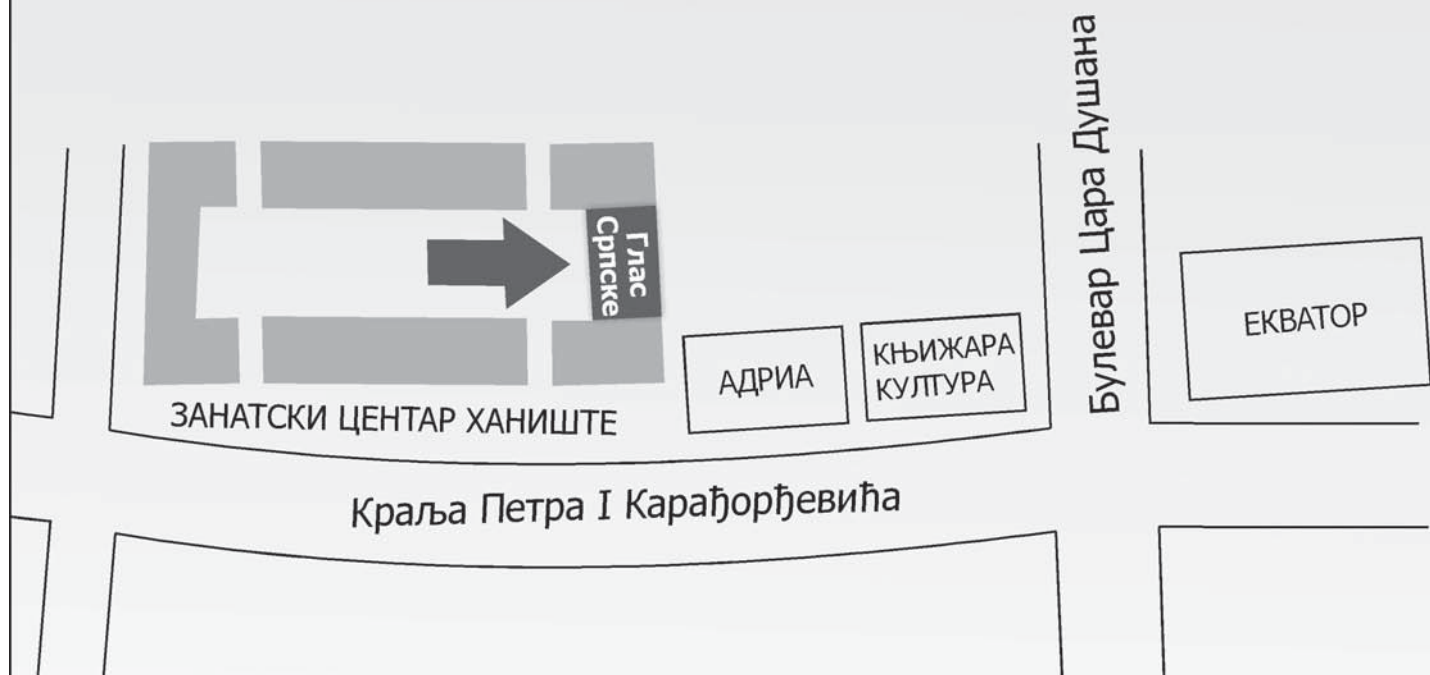 Булевар Цара Душана
Глас
Српске
ЕКВАТОР
АДРИА
КЊИЖАРА
КУЛТУРА
ЗАНАТСКИ ЦЕНТАР ХАНИШТЕ
Краља Петра I Карађорђевића